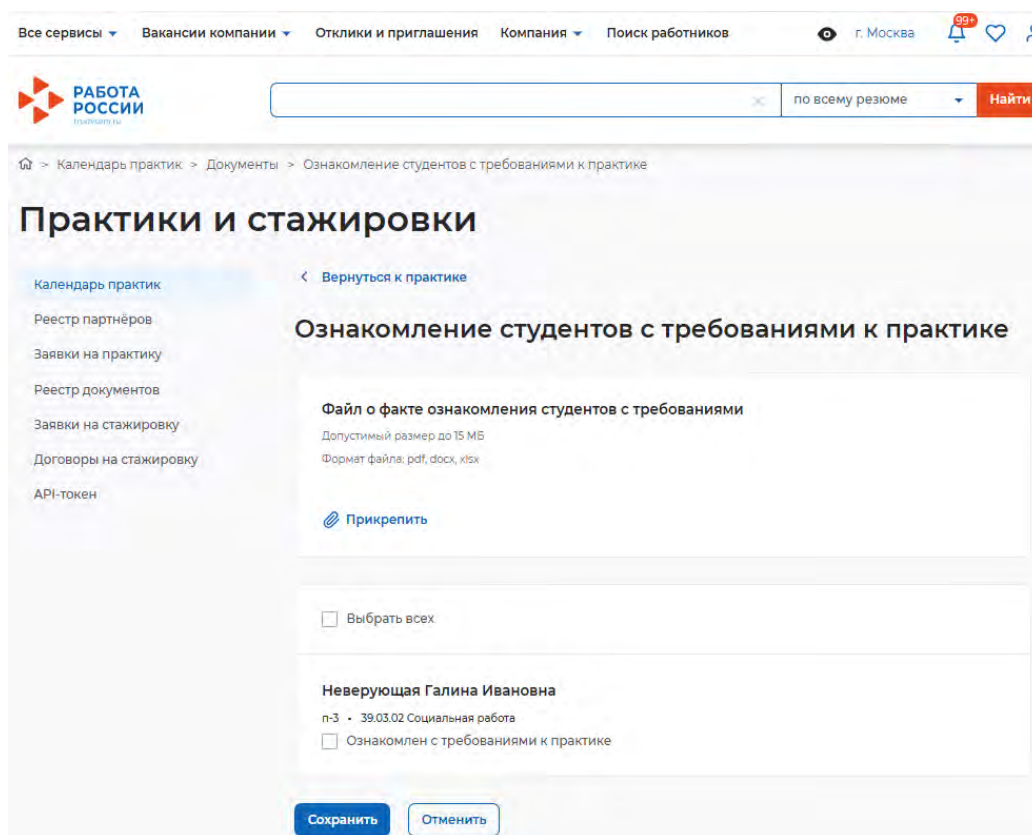 Все сервисы Вакансии компании Отклики и приглашения Компания Поиск работников г. Москва 99+
РАБОТА
РОССИИ
trudvsem.ru
по всему резюме Найти
> Календарь практик > Документы > Ознакомление студентов с требованиями к практике
Практики и стажировки
Календарь практик
Реестр партнёров
Заявки на практику
Реестр документов
Заявки на стажировку
Договоры на стажировку
API-токен
Вернуться к практике
Ознакомление студентов с требованиями к практике
Файл о факте ознакомления студентов с требованиями
Допустимый размер до 15 МБ
Формат файла: pdf, docx, xlsx
Прикрепить
Выбрать всех
Неверующая Галина Ивановна
п-3 • 39.03.02 Социальная работа
Ознакомлен с требованиями к практике
Сохранить Отменить